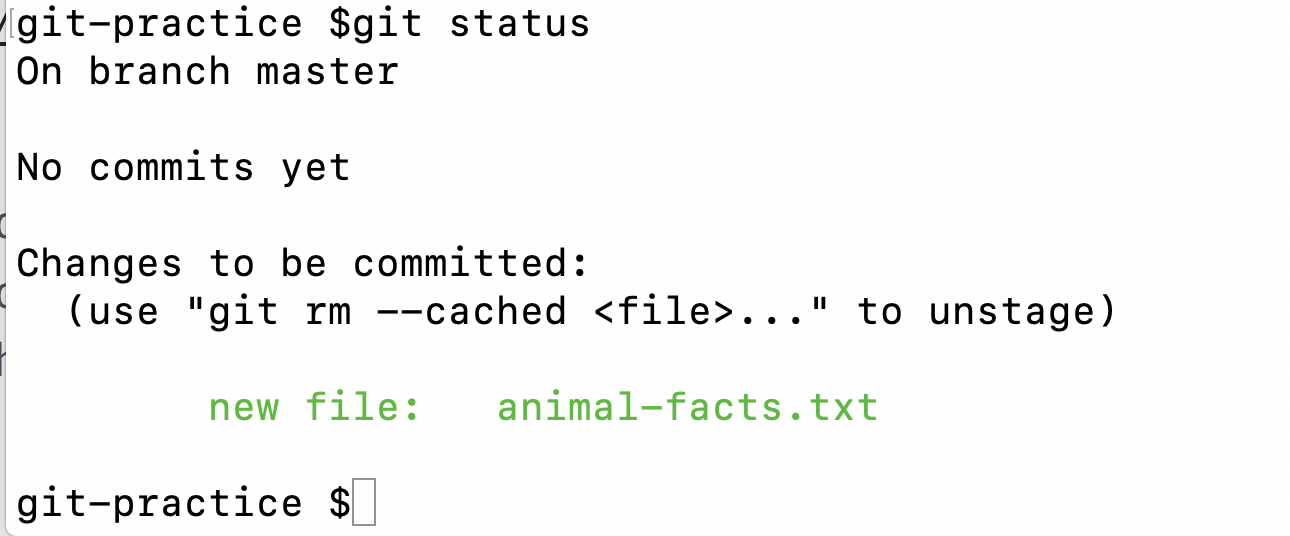 git-practice $git status
On branch master
No commits yet
Changes to be committed:
(use "git rm --cached <file>..." to unstage)
new file:   animal-facts.txt
git-practice $